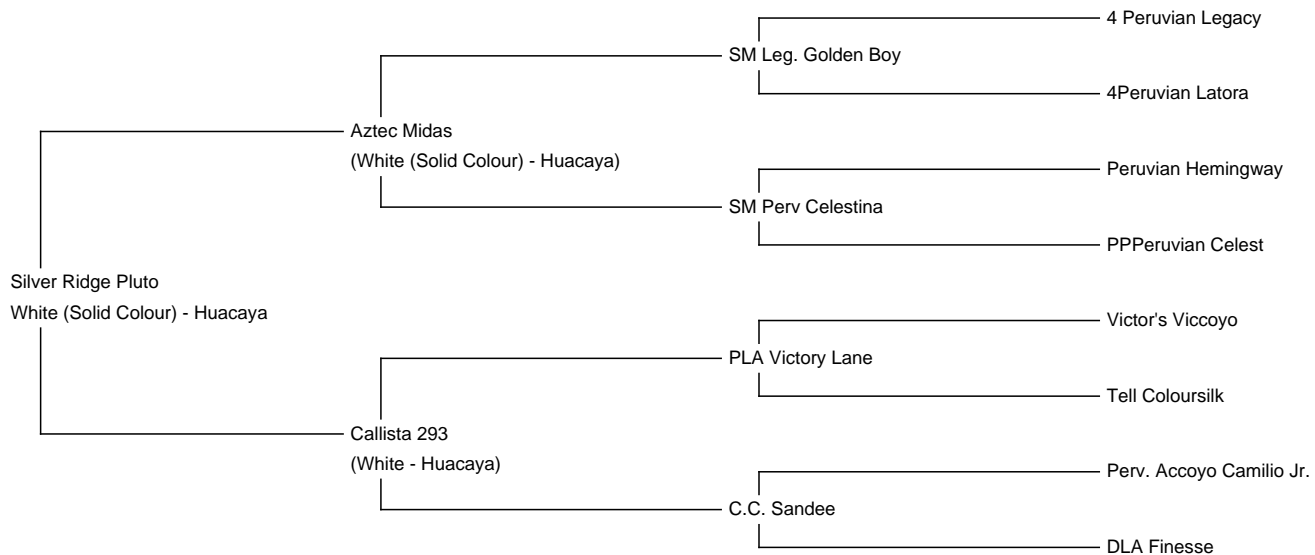 4 Peruvian Legacy
SM Leg. Golden Boy
4Peruvian Latora
Aztec Midas
(White (Solid Colour) - Huacaya)
Peruvian Hemingway
SM Perv Celestina
PPPeruvian Celest
Silver Ridge Pluto
White (Solid Colour) - Huacaya
Victor's Viccoyo
PLA Victory Lane
Tell Coloursilk
Callista 293
(White - Huacaya)
Perv. Accoyo Camilio Jr.
C.C. Sandee
DLA Finesse